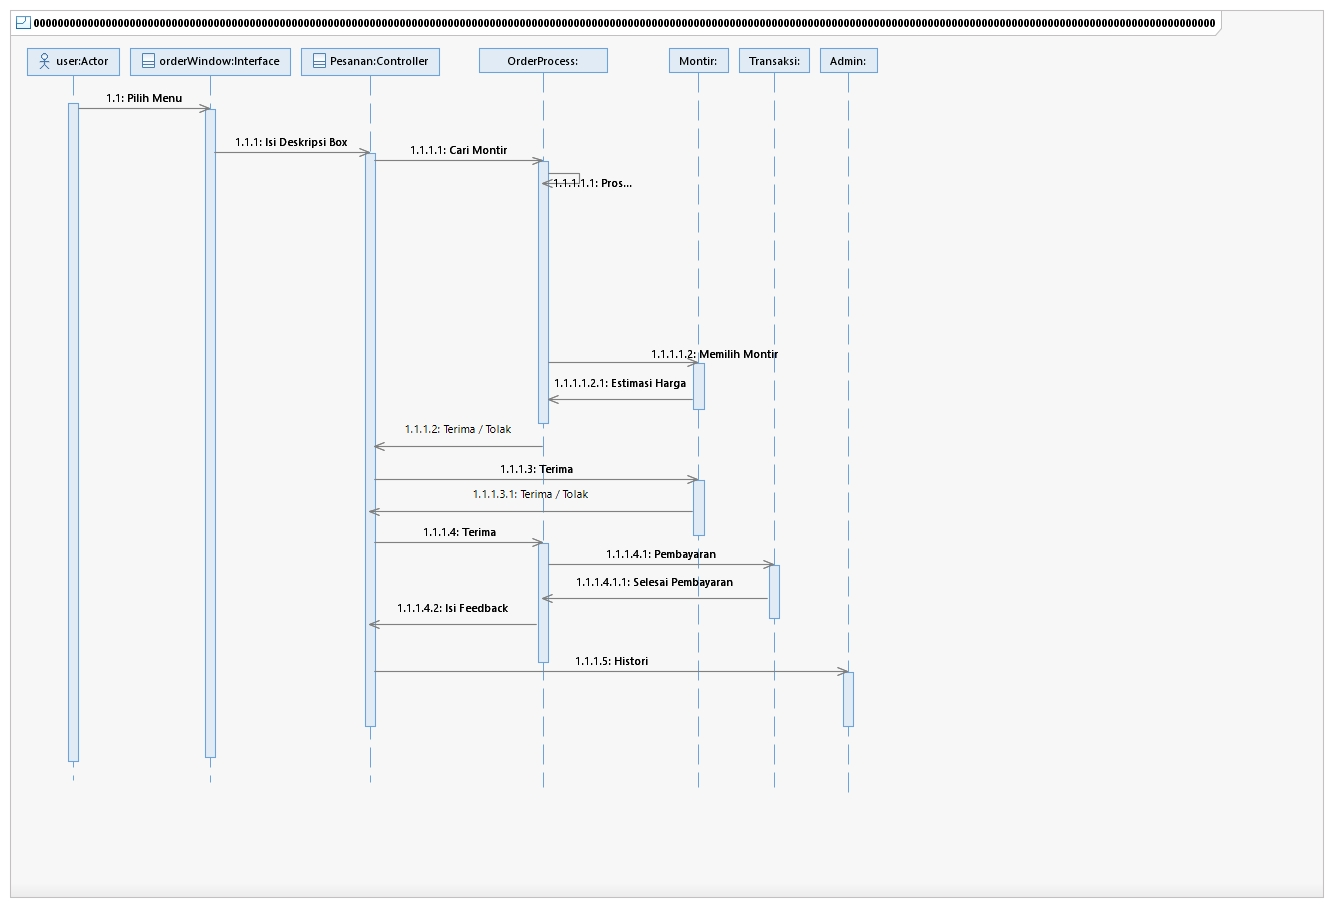 user:Actor
orderWindow:Interface
Pesanan:Controller
OrderProcess:
Montir:
Transaksi:
Admin:
1.1: Pilih Menu
1.1.1: Isi Deskripsi Box
1.1.1.1: Cari Montir
1.1.1.1.1: Pros...
1.1.1.1.2: Memilih Montir
1.1.1.1.2.1: Estimasi Harga
1.1.1.2: Terima / Tolak
1.1.1.3: Terima
1.1.1.3.1: Terima / Tolak
1.1.1.4: Terima
1.1.1.4.1: Pembayaran
1.1.1.4.1.1: Selesai Pembayaran
1.1.1.4.2: Isi Feedback
1.1.1.5: Histori